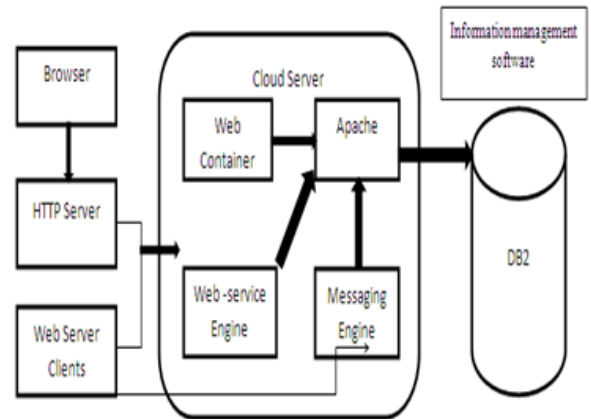 Browser
HTTP Server
Web Server
Clients
Cloud Server
Web
Container
Apache
Web -service
Engine
Messaging
Engine
Information management
software
DB2